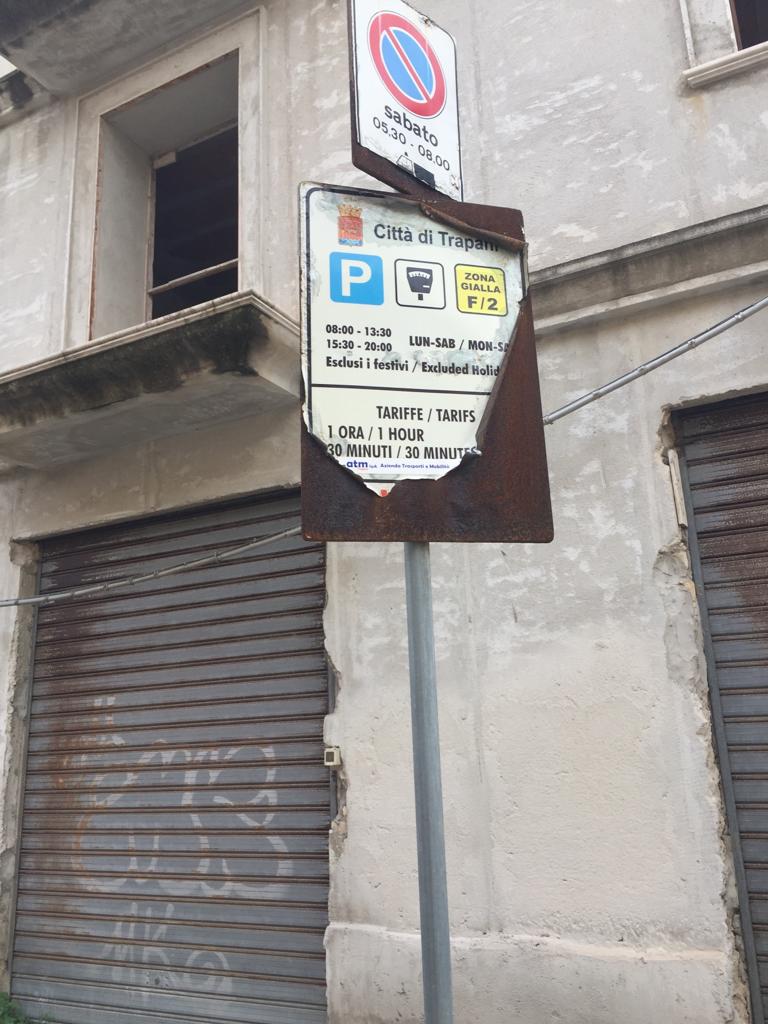 sabato
05.30 - 08.00
Città di Trapani
P
ZONA
GIALLA
F/2
08:00 - 13:30
15:30 - 20:00 LUN-SAB / MON-SA
Esclusi i festivi / Excluded Holid
TARIFFE / TARIFS
1 ORA / 1 HOUR
30 MINUTI / 30 MINUTES
atm S.p.A. Azienda Trasporti e Mobilità